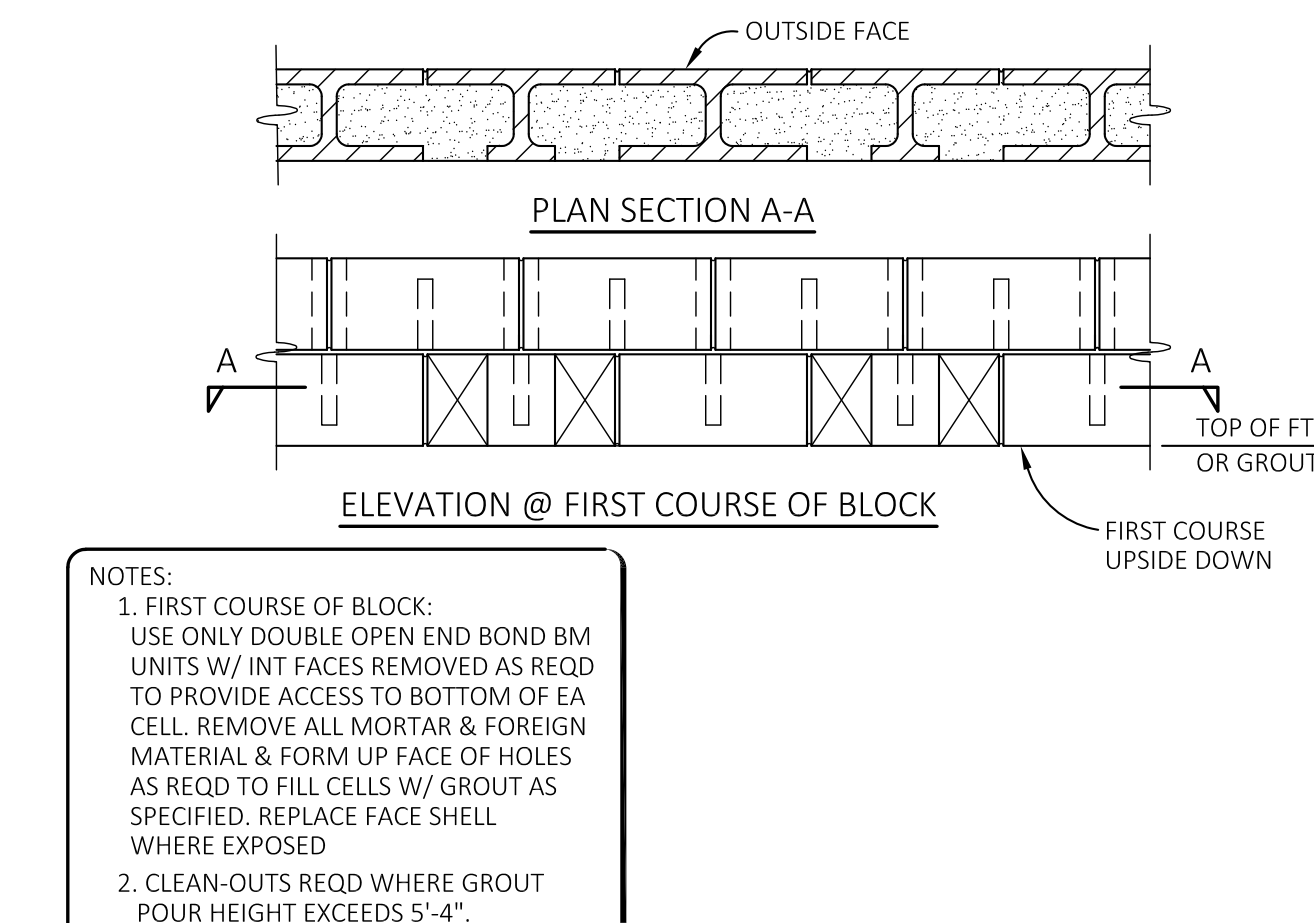 OUTSIDE FACE
PLAN SECTION A-A
A
A
TOP OF FT
OR GROUT
ELEVATION @ FIRST COURSE OF BLOCK
FIRST COURSE
UPSIDE DOWN
NOTES:
1. FIRST COURSE OF BLOCK:
USE ONLY DOUBLE OPEN END BOND BM
UNITS W/ INT FACES REMOVED AS REQD
TO PROVIDE ACCESS TO BOTTOM OF EA
CELL. REMOVE ALL MORTAR & FOREIGN
MATERIAL & FORM UP FACE OF HOLES
AS REQD TO FILL CELLS W/ GROUT AS
SPECIFIED. REPLACE FACE SHELL
WHERE EXPOSED
2. CLEAN-OUTS REQD WHERE GROUT
POUR HEIGHT EXCEEDS 5'-4".